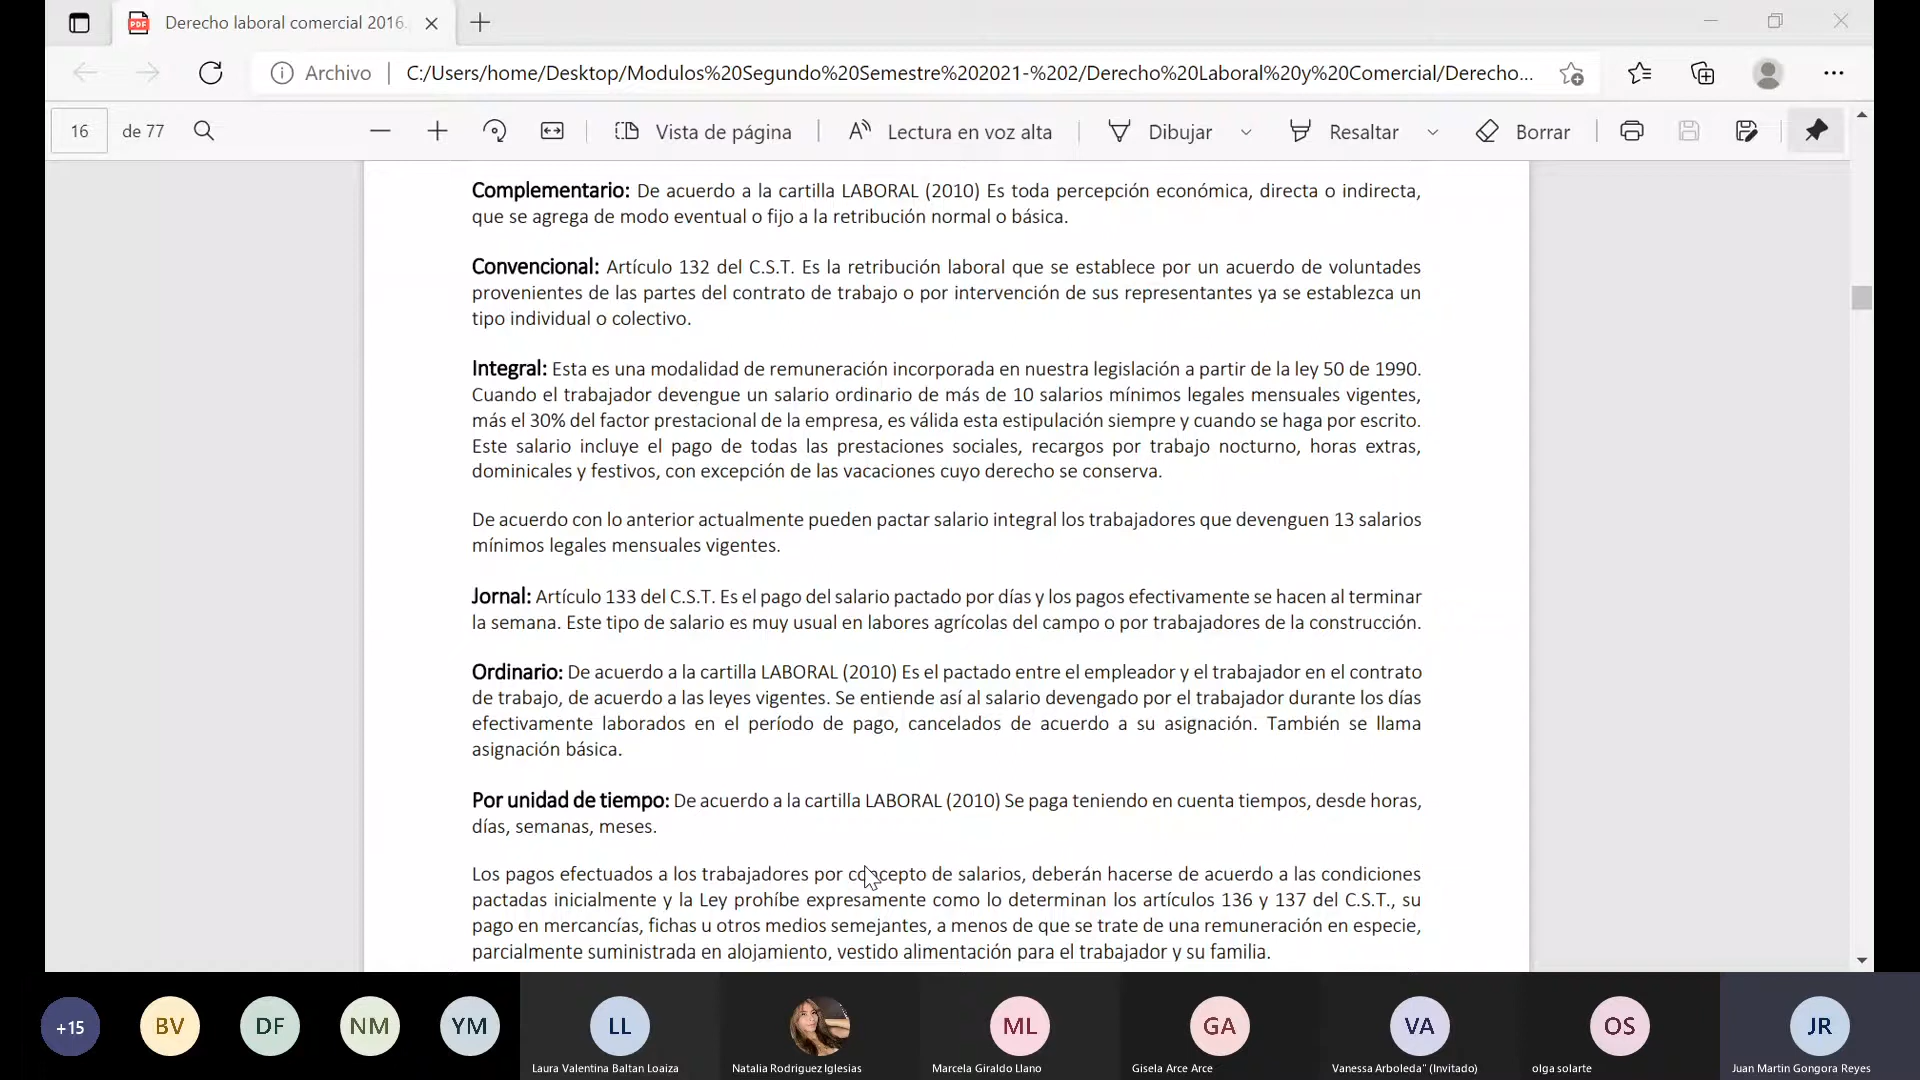 Derecho laboral comercial 2016.
Archivo
C:/Users/home/Desktop/Modulos%20Segundo%20Semestre%202021-%202/Derecho%20Laboral%20y%20Comercial/Derecho...
16 de 77
Vista de página
Lectura en voz alta
Dibujar
Resaltar
Borrar
Complementario: De acuerdo a la cartilla LABORAL (2010) Es toda percepción económica, directa o indirecta,
que se agrega de modo eventual o fijo a la retribución normal o básica.
Convencional: Artículo 132 del C.S.T. Es la retribución laboral que se establece por un acuerdo de voluntades
provenientes de las partes del contrato de trabajo o por intervención de sus representantes ya se establezca un
tipo individual o colectivo.
Integral: Esta es una modalidad de remuneración incorporada en nuestra legislación a partir de la ley 50 de 1990.
Cuando el trabajador devengue un salario ordinario de más de 10 salarios mínimos legales mensuales vigentes,
más el 30% del factor prestacional de la empresa, es válida esta estipulación siempre y cuando se haga por escrito.
Este salario incluye el pago de todas las prestaciones sociales, recargos por trabajo nocturno, horas extras,
dominicales y festivos, con excepción de las vacaciones cuyo derecho se conserva.
De acuerdo con lo anterior actualmente pueden pactar salario integral los trabajadores que devenguen 13 salarios
mínimos legales mensuales vigentes.
Jornal: Artículo 133 del C.S.T. Es el pago del salario pactado por días y los pagos efectivamente se hacen al terminar
la semana. Este tipo de salario es muy usual en labores agrícolas del campo o por trabajadores de la construcción.
Ordinario: De acuerdo a la cartilla LABORAL (2010) Es el pactado entre el empleador y el trabajador en el contrato
de trabajo, de acuerdo a las leyes vigentes. Se entiende así al salario devengado por el trabajador durante los días
efectivamente laborados en el período de pago, cancelados de acuerdo a su asignación. También se llama
asignación básica.
Por unidad de tiempo: De acuerdo a la cartilla LABORAL (2010) Se paga teniendo en cuenta tiempos, desde horas,
días, semanas, meses.
Los pagos efectuados a los trabajadores por concepto de salarios, deberán hacerse de acuerdo a las condiciones
pactadas inicialmente y la Ley prohíbe expresamente como lo determinan los artículos 136 y 137 del C.S.T., su
pago en mercancías, fichas u otros medios semejantes, a menos de que se trate de una remuneración en especie,
parcialmente suministrada en alojamiento, vestido alimentación para el trabajador y su familia.
+15
BV
DF
NM
YM
LL
Laura Valentina Baltan Loaiza
Natalia Rodriguez Iglesias
ML
Marcela Giraldo Llano
GA
Gisela Arce Arce
VA
Vanessa Arboleda" (Invitado)
OS
olga solarte
JR
Juan Martin Gongora Reyes